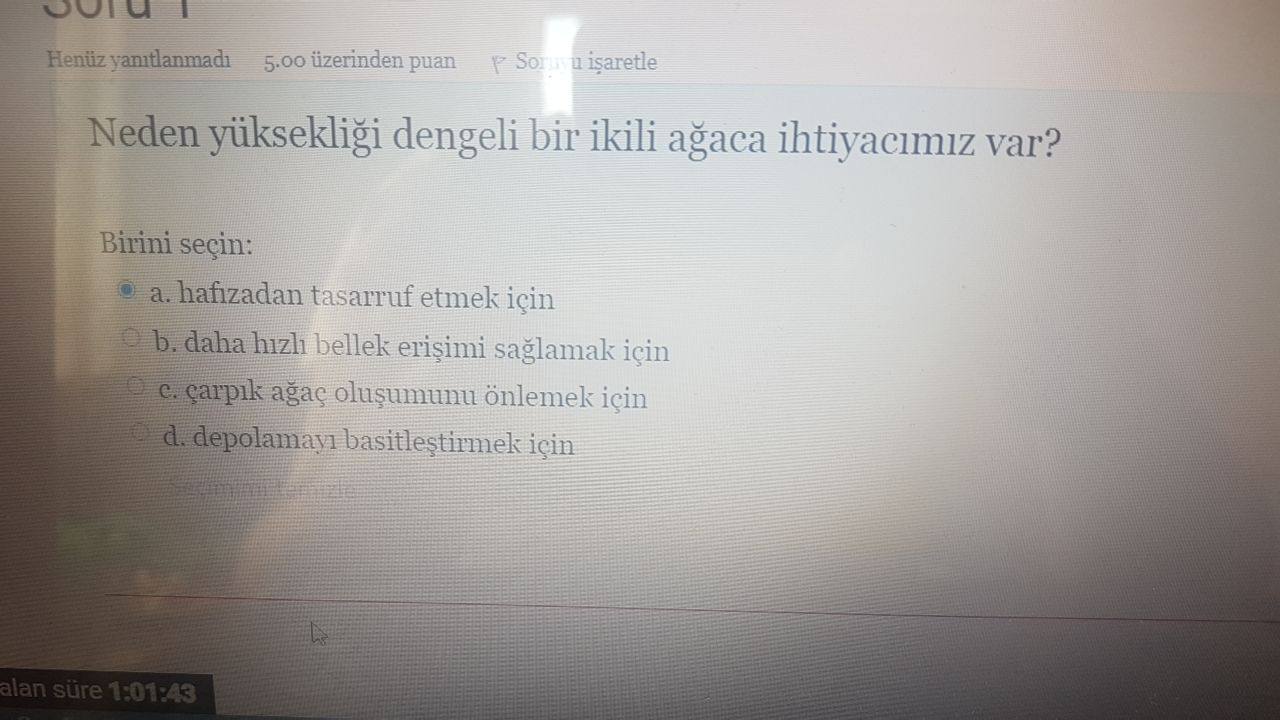 Soru 1
Henüz yanıtlanmadı 5.00 üzerinden puan Soruyu işaretle
Neden yüksekliği dengeli bir ikili ağaca ihtiyacımız var?
Birini seçin:
a. hafızadan tasarruf etmek için
b. daha hızlı bellek erişimi sağlamak için
c. çarpık ağaç oluşumunu önlemek için
d. depolamayı basitleştirmek için
Seçimimi temizle
alan süre 1:01:43